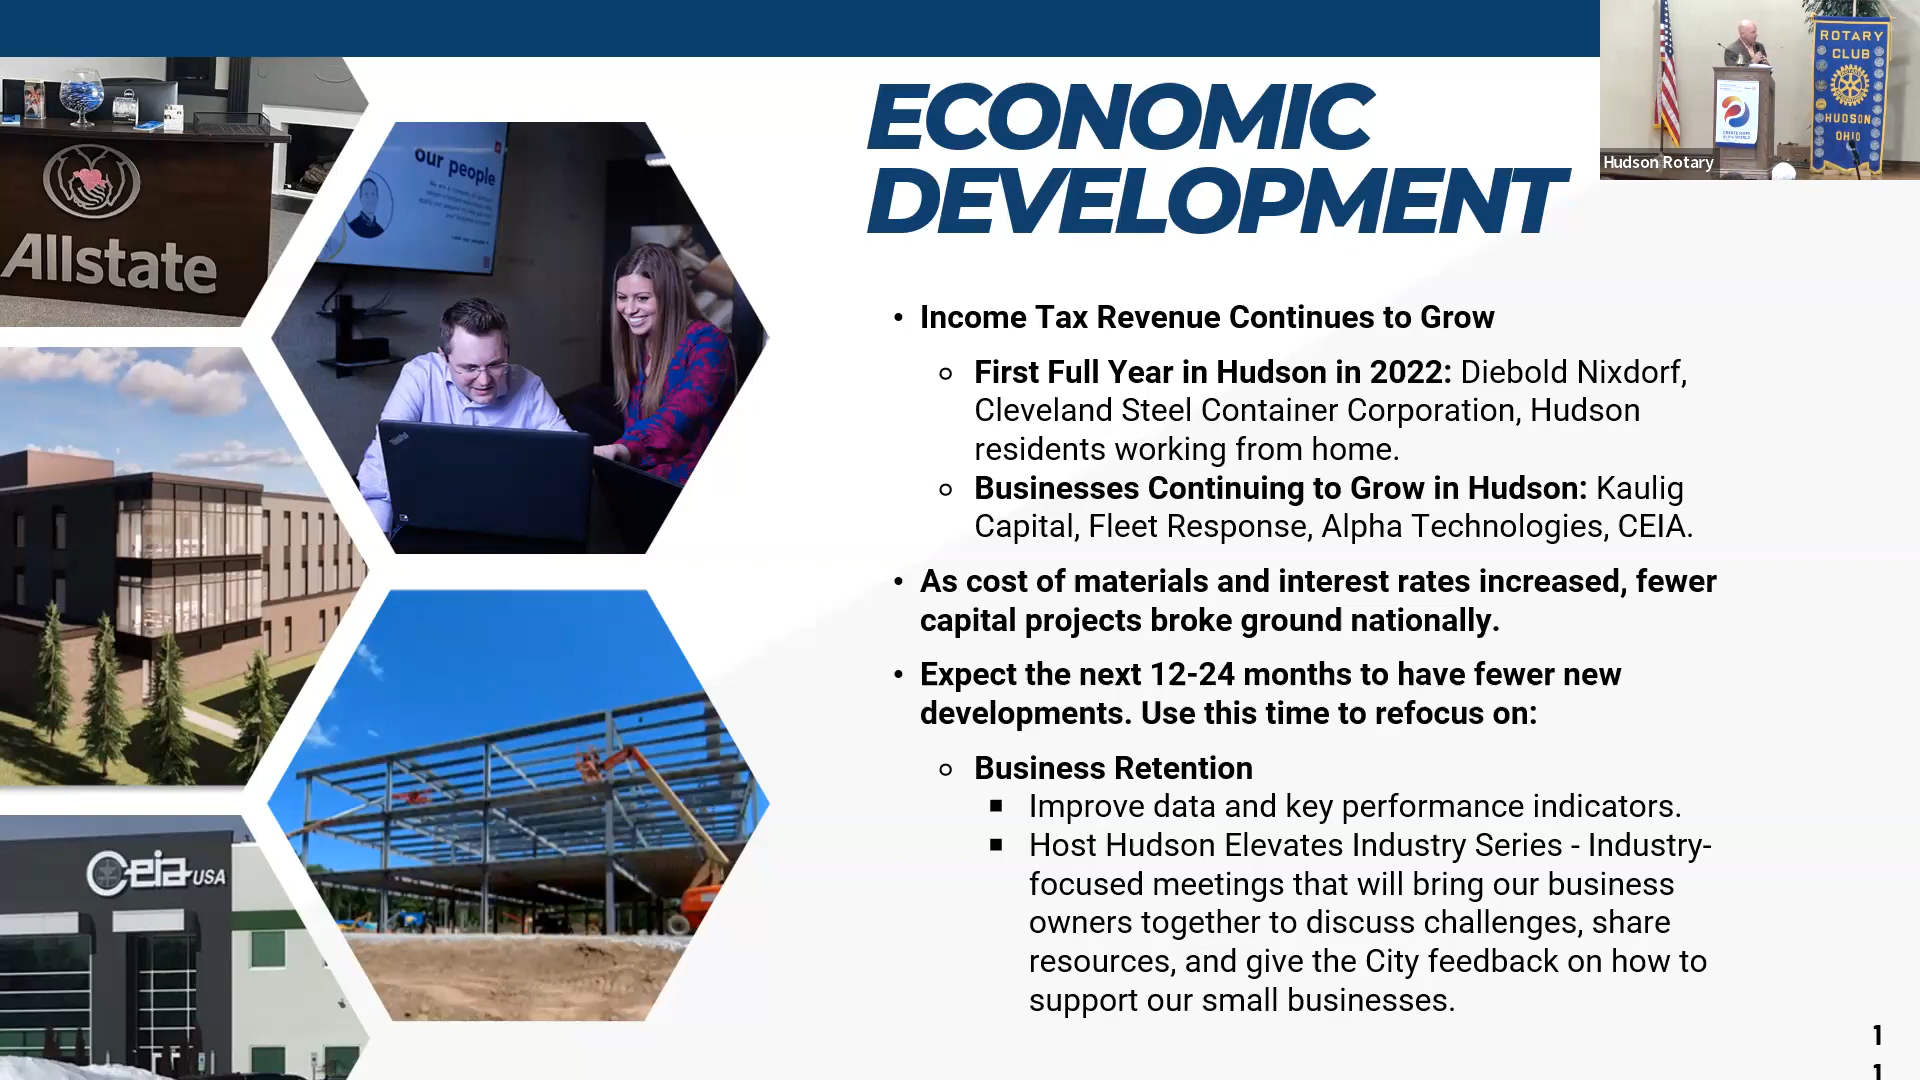 ECONOMIC
DEVELOPMENT
• Income Tax Revenue Continues to Grow
○ First Full Year in Hudson in 2022: Diebold Nixdorf,
Cleveland Steel Container Corporation, Hudson
residents working from home.
○ Businesses Continuing to Grow in Hudson: Kaulig
Capital, Fleet Response, Alpha Technologies, CEIA.
• As cost of materials and interest rates increased, fewer
capital projects broke ground nationally.
• Expect the next 12-24 months to have fewer new
developments. Use this time to refocus on:
○ Business Retention
■ Improve data and key performance indicators.
■ Host Hudson Elevates Industry Series - Industry-
focused meetings that will bring our business
owners together to discuss challenges, share
resources, and give the City feedback on how to
support our small businesses.
1
1
Allstate
our people
ThinkPad
Ceia USA
ROTARY
CLUB
HUDSON
OHIO
Hudson Rotary